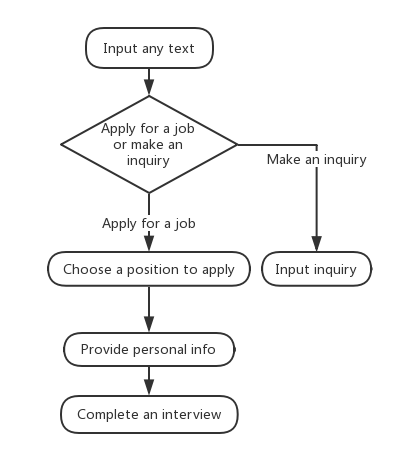 Input any text
Apply for a job
or make an
inquiry
Make an inquiry
Apply for a job
Choose a position to apply
Input inquiry
Provide personal info
Complete an interview